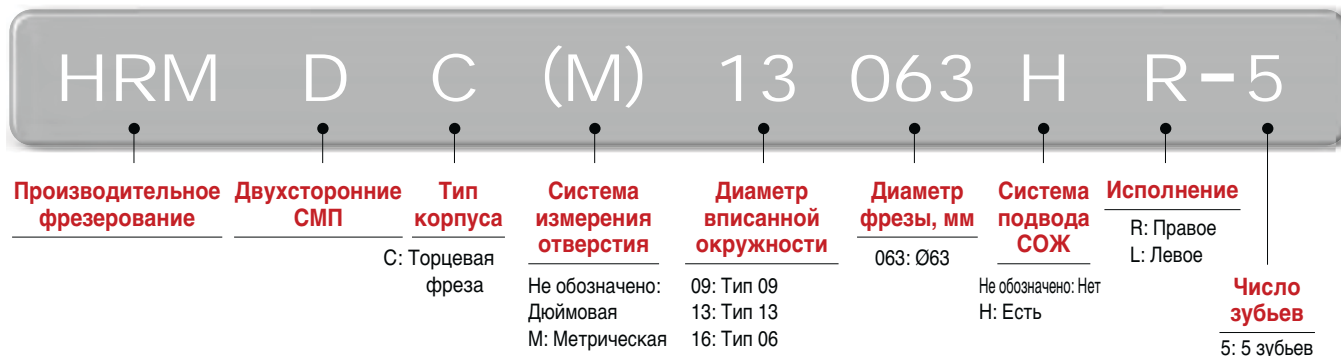 HRM D C (M) 13 063 H R-5
Производительное фрезерование
Двухсторонние СМП
Тип корпуса
C: Торцевая фреза
Система измерения отверстия
Не обозначено: Дюймовая
M: Метрическая
Диаметр вписанной окружности
09: Тип 09
13: Тип 13
16: Тип 06
Диаметр фрезы, мм
063: Ø63
Система подвода СОЖ
Не обозначено: Нет
H: Есть
Исполнение
R: Правое
L: Левое
Число зубьев
5: 5 зубьев